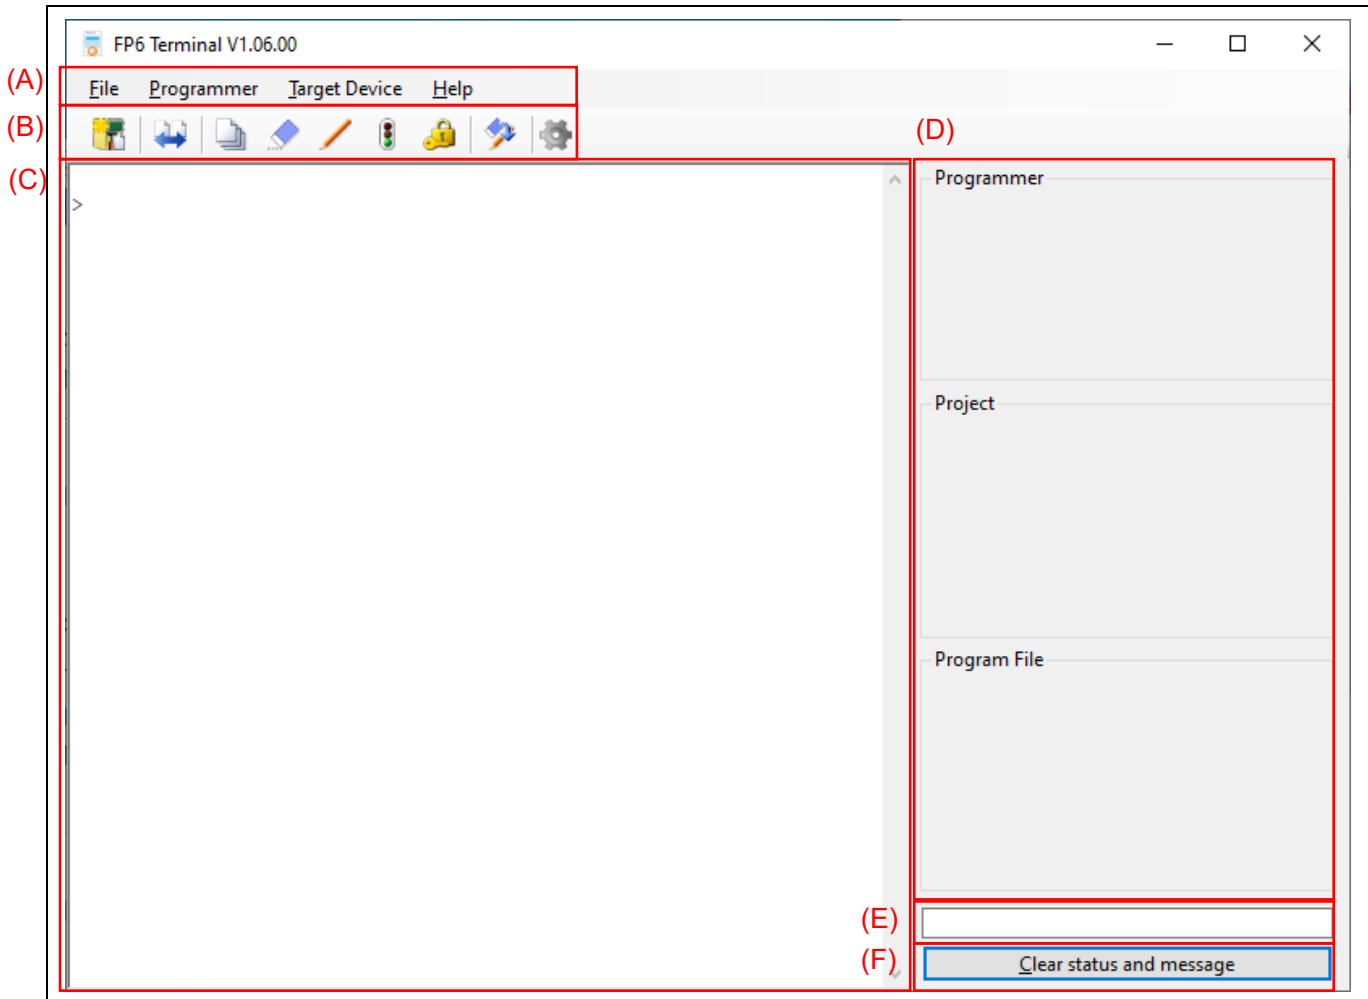 FP6 Terminal V1.06.00
(A)
File Programmer Target Device Help
(B)
(D)
(C)
Programmer
>
Project
Program File
(E)
(F)
Clear status and message